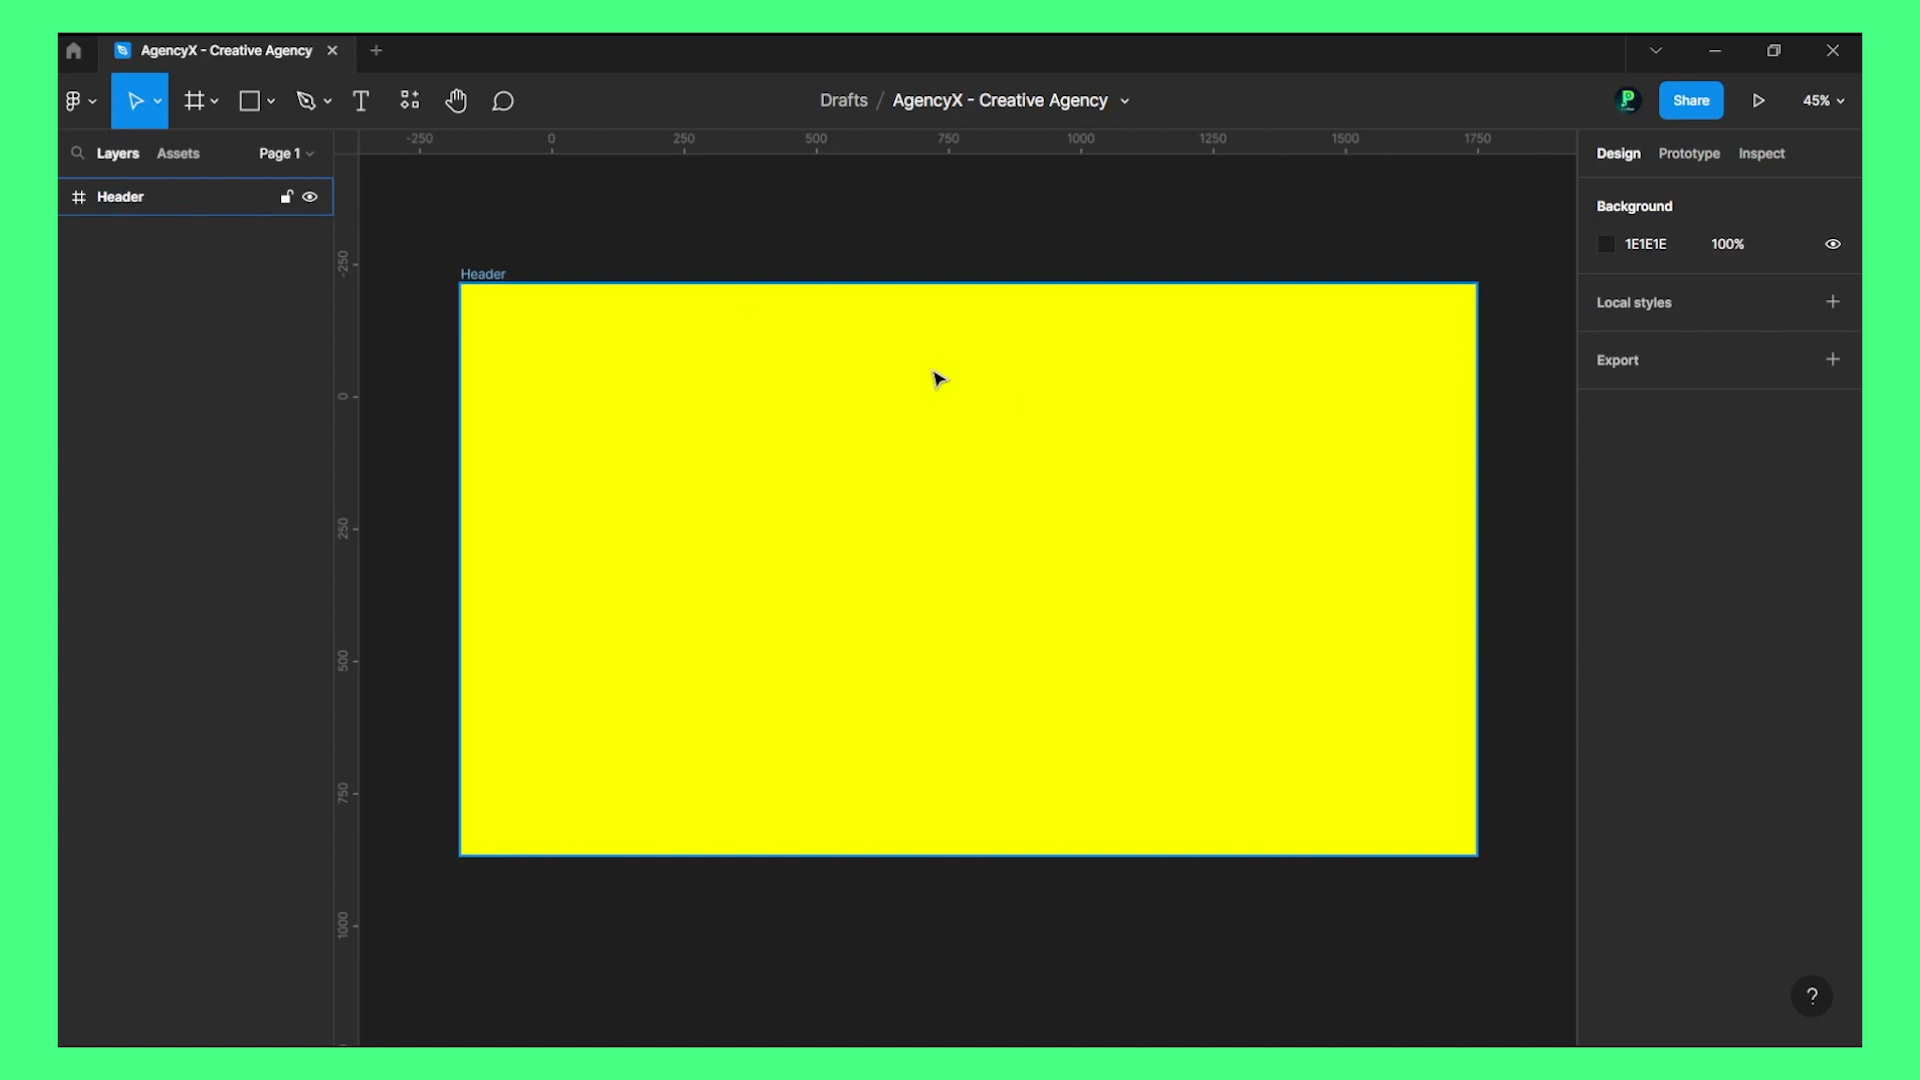 AgencyX - Creative Agency
Drafts / AgencyX - Creative Agency
Share
45%
Layers Assets Page 1
-250 0 250 500 750 1000 1250 1500 1750
Design Prototype Inspect
Header
Background
1E1E1E 100%
Local styles
Export
Header
-250
0
250
500
750
1000
?